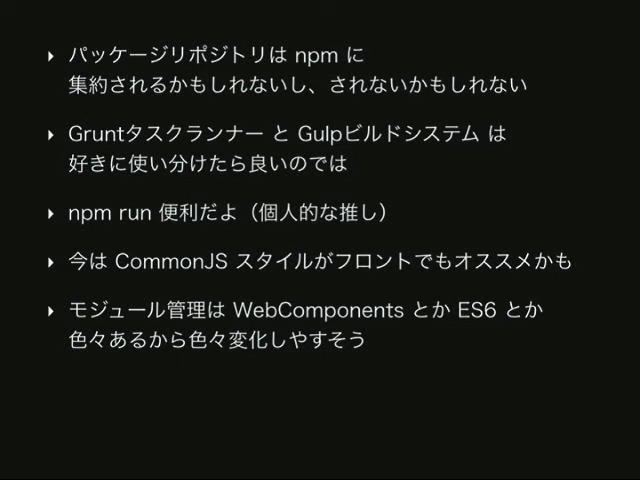 ‣ パッケージリポジトリは npm に
集約されるかもしれないし、されないかもしれない
‣ Gruntタスクランナー と Gulpビルドシステム は
好きに使い分けたら良いのでは
‣ npm run 便利だよ（個人的な推し）
‣ 今は CommonJS スタイルがフロントでもオススメかも
‣ モジュール管理は WebComponents とか ES6 とか
色々あるから色々変化しやすそう